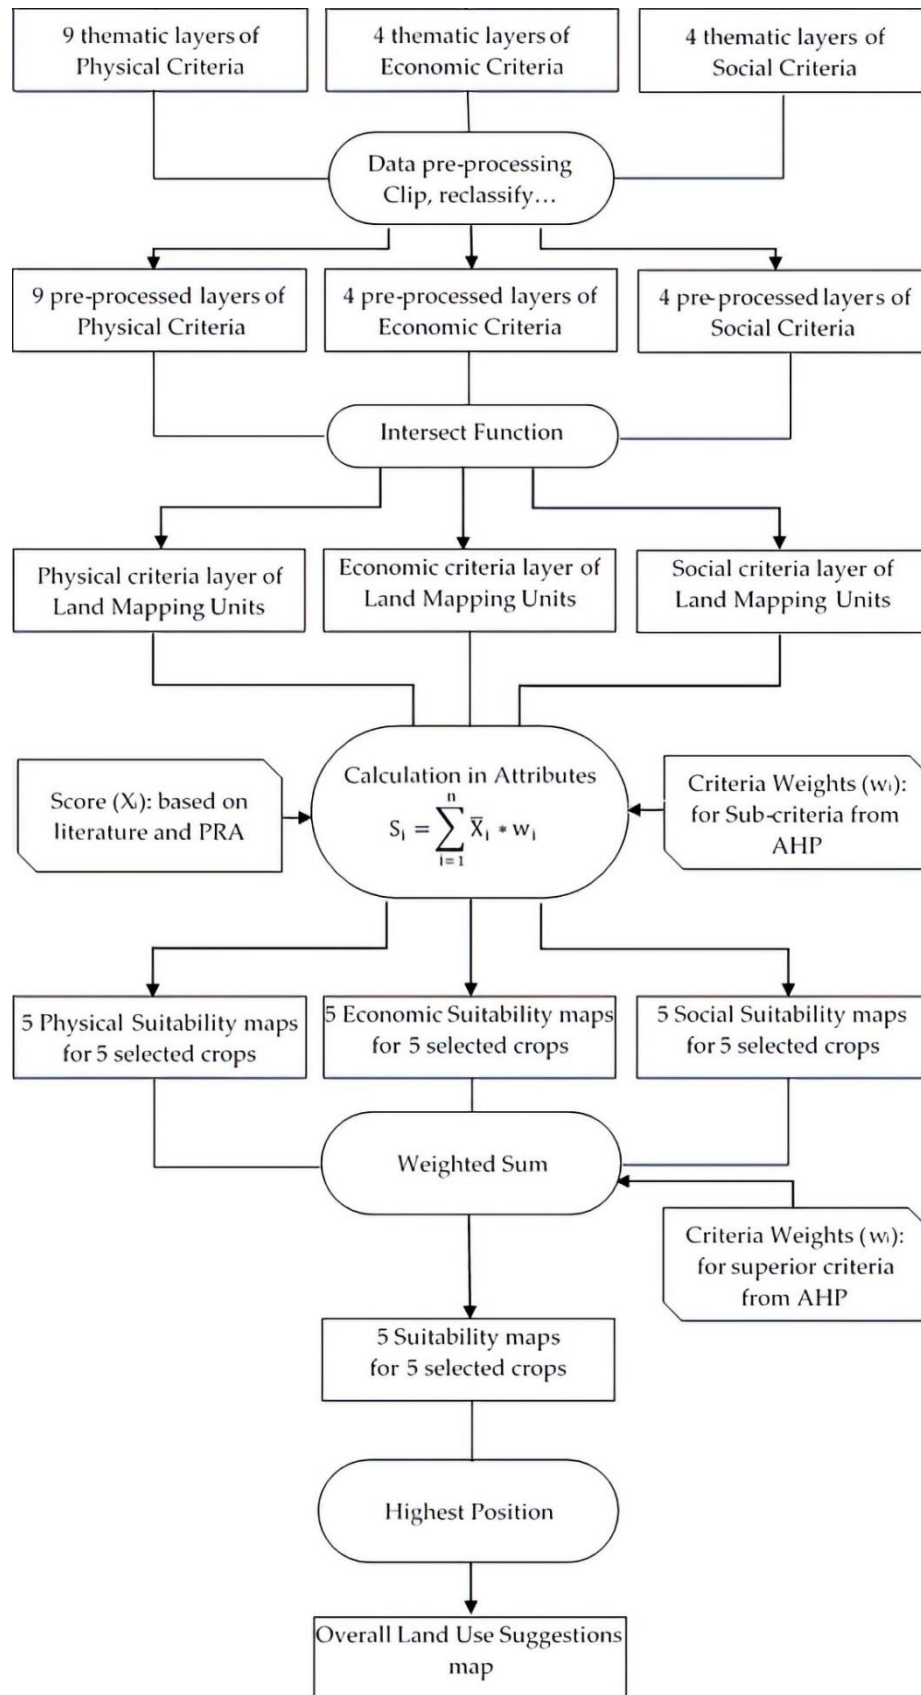 9 thematic layers of
Physical Criteria
4 thematic layers of
Economic Criteria
4 thematic layers of
Social Criteria
Data pre-processing
Clip, reclassify...
9 pre-processed layers of
Physical Criteria
4 pre-processed layers of
Economic Criteria
4 pre-processed layers of
Social Criteria
Intersect Function
Physical criteria layer of
Land Mapping Units
Economic criteria layer of
Land Mapping Units
Social criteria layer of
Land Mapping Units
Score (Xᵢ): based on
literature and PRA
Calculation in Attributes
n
Sᵢ = ∑ X̅ᵢ * wᵢ
i=1
Criteria Weights (wᵢ):
for Sub-criteria from
AHP
5 Physical Suitability maps
for 5 selected crops
5 Economic Suitability maps
for 5 selected crops
5 Social Suitability maps
for 5 selected crops
Weighted Sum
Criteria Weights (wᵢ):
for superior criteria
from AHP
5 Suitability maps
for 5 selected crops
Highest Position
Overall Land Use Suggestions
map